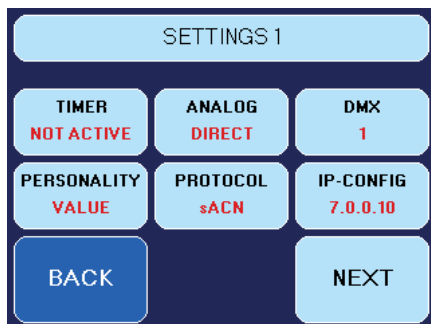 SETTINGS 1
TIMER
NOT ACTIVE
ANALOG
DIRECT
DMX
1
PERSONALITY
VALUE
PROTOCOL
sACN
IP-CONFIG
7.0.0.10
BACK
NEXT